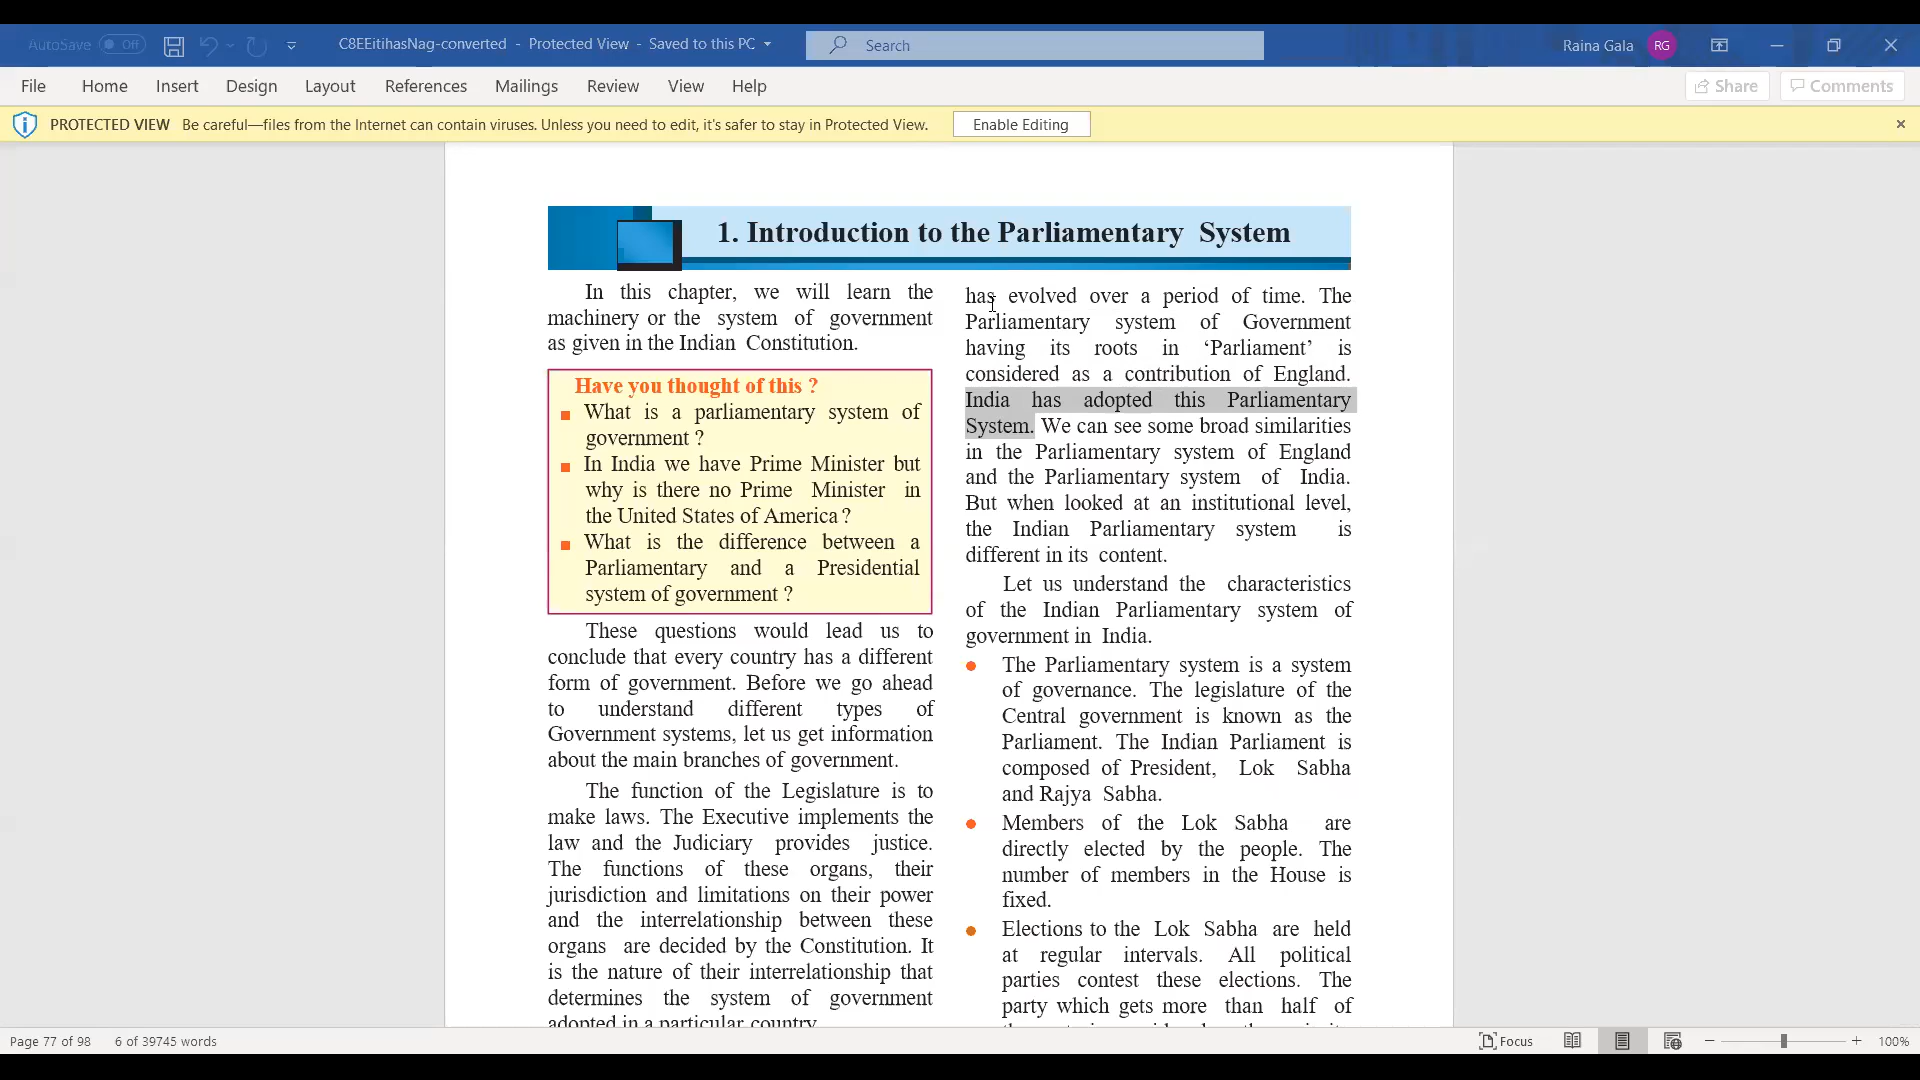 AutoSave Off
C8EEitihasNag-converted - Protected View - Saved to this PC
Search
Raina Gala RG
File Home Insert Design Layout References Mailings Review View Help
Share Comments
PROTECTED VIEW Be careful—files from the Internet can contain viruses. Unless you need to edit, it's safer to stay in Protected View. Enable Editing
1. Introduction to the Parliamentary System
In this chapter, we will learn the
machinery or the system of government
as given in the Indian Constitution.
Have you thought of this ?
What is a parliamentary system of
government ?
In India we have Prime Minister but
why is there no Prime Minister in
the United States of America ?
What is the difference between a
Parliamentary and a Presidential
system of government ?
These questions would lead us to
conclude that every country has a different
form of government. Before we go ahead
to understand different types of
Government systems, let us get information
about the main branches of government.
The function of the Legislature is to
make laws. The Executive implements the
law and the Judiciary provides justice.
The functions of these organs, their
jurisdiction and limitations on their power
and the interrelationship between these
organs are decided by the Constitution. It
is the nature of their interrelationship that
determines the system of government
adopted in a particular country.
has evolved over a period of time. The
Parliamentary system of Government
having its roots in ‘Parliament’ is
considered as a contribution of England.
India has adopted this Parliamentary
System. We can see some broad similarities
in the Parliamentary system of England
and the Parliamentary system of India.
But when looked at an institutional level,
the Indian Parliamentary system is
different in its content.
Let us understand the characteristics
of the Indian Parliamentary system of
government in India.
The Parliamentary system is a system
of governance. The legislature of the
Central government is known as the
Parliament. The Indian Parliament is
composed of President, Lok Sabha
and Rajya Sabha.
Members of the Lok Sabha are
directly elected by the people. The
number of members in the House is
fixed.
Elections to the Lok Sabha are held
at regular intervals. All political
parties contest these elections. The
party which gets more than half of
Page 77 of 98 6 of 39745 words
Focus
100%